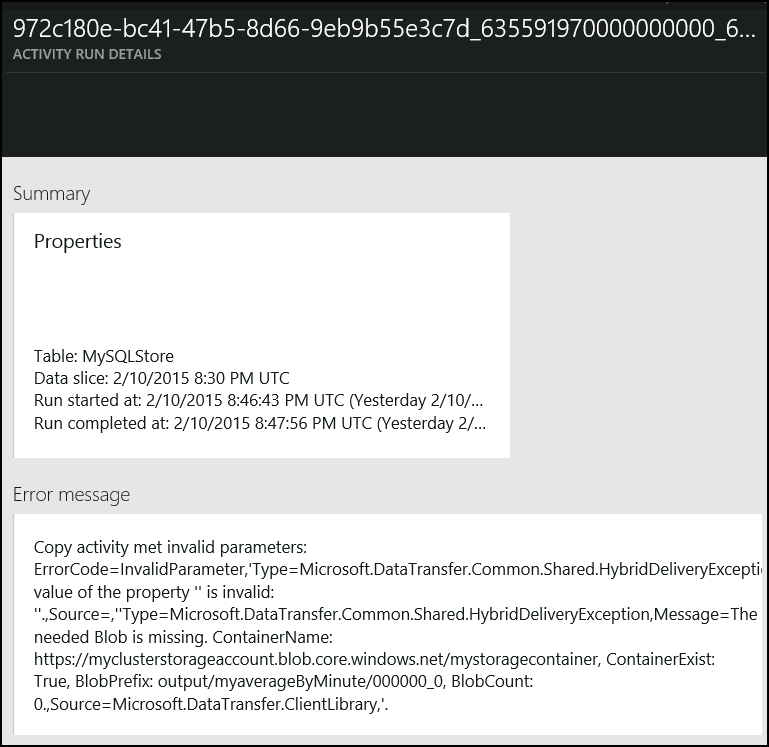 972c180e-bc41-47b5-8d66-9eb9b55e3c7d_635591970000000000_6...
ACTIVITY RUN DETAILS
Summary
Properties
Table: MySQLStore
Data slice: 2/10/2015 8:30 PM UTC
Run started at: 2/10/2015 8:46:43 PM UTC (Yesterday 2/10/...
Run completed at: 2/10/2015 8:47:56 PM UTC (Yesterday 2/...
Error message
Copy activity met invalid parameters:
ErrorCode=InvalidParameter,'Type=Microsoft.DataTransfer.Common.Shared.HybridDeliveryExcepti
value of the property '' is invalid:
''.,Source=,''Type=Microsoft.DataTransfer.Common.Shared.HybridDeliveryException,Message=The
needed Blob is missing. ContainerName:
https://myclusterstorageaccount.blob.core.windows.net/mystoragecontainer, ContainerExist:
True, BlobPrefix: output/myaverageByMinute/000000_0, BlobCount:
0.,Source=Microsoft.DataTransfer.ClientLibrary,'.